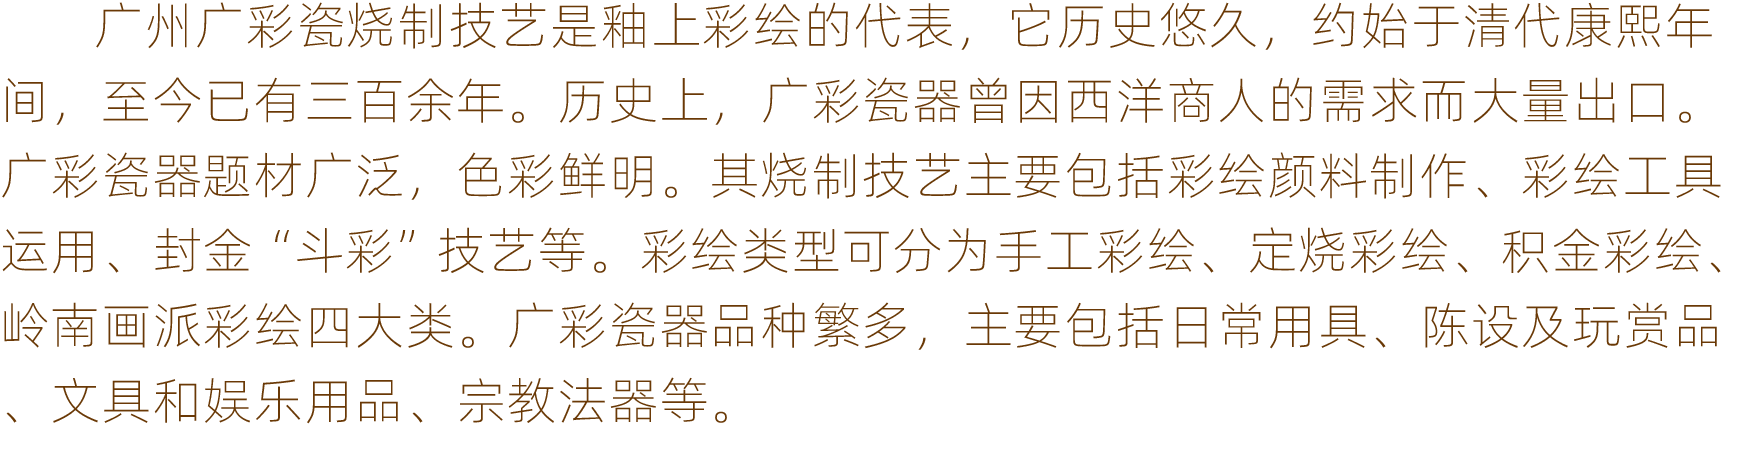 广州广彩瓷烧制技艺是釉上彩绘的代表，它历史悠久，约始于清代康熙年
间，至今已有三百余年。历史上，广彩瓷器曾因西洋商人的需求而大量出口。
广彩瓷器题材广泛，色彩鲜明。其烧制技艺主要包括彩绘颜料制作、彩绘工具
运用、封金“斗彩”技艺等。彩绘类型可分为手工彩绘、定烧彩绘、积金彩绘、
岭南画派彩绘四大类。广彩瓷器品种繁多，主要包括日常用具、陈设及玩赏品
、文具和娱乐用品、宗教法器等。